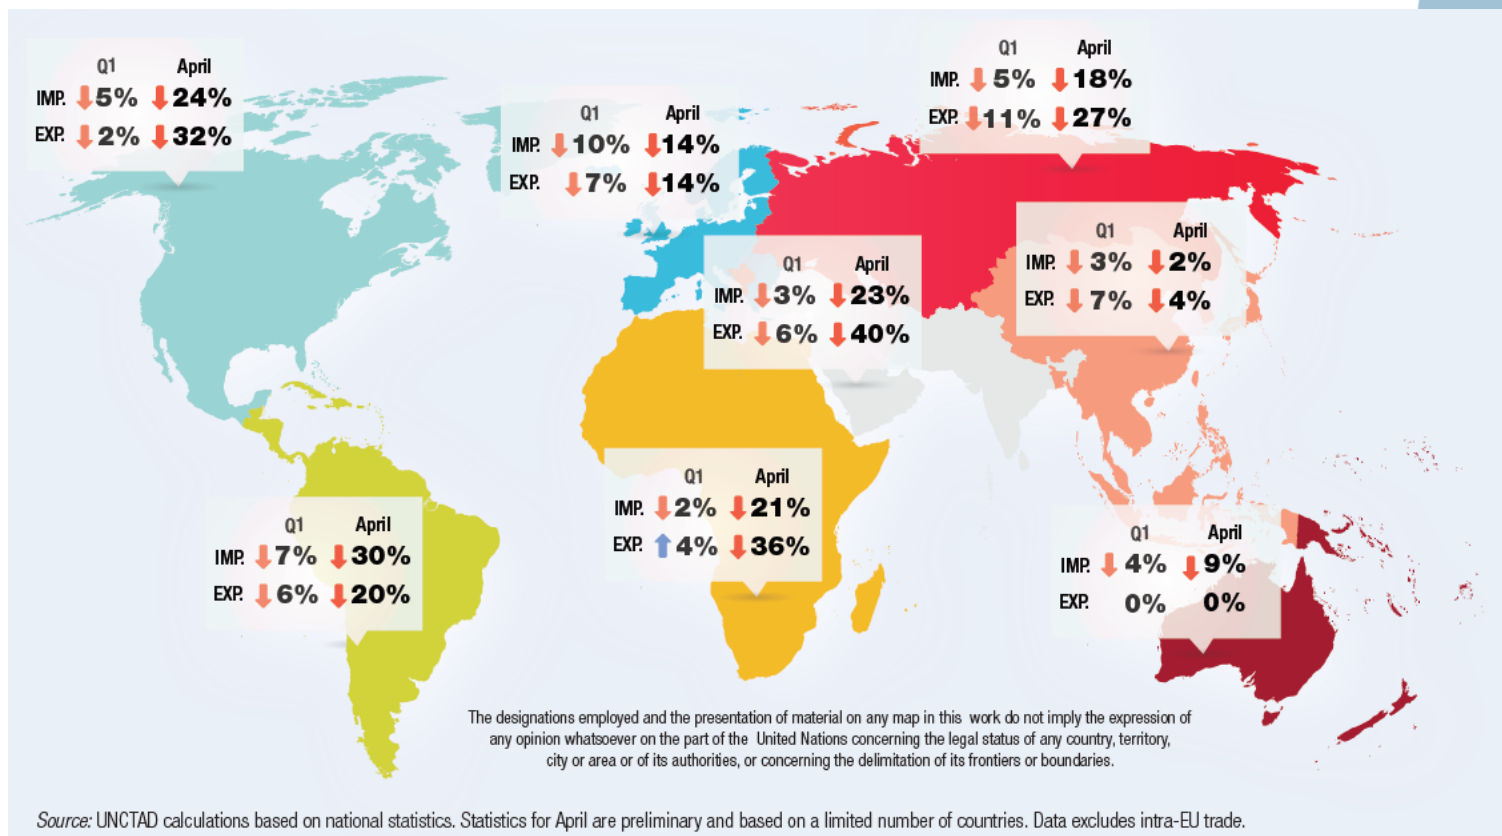 Q1 April
IMP. 5% 24%
EXP. 2% 32%
Q1 April
IMP. 10% 14%
EXP. 7% 14%
Q1 April
IMP. 5% 18%
EXP. 11% 27%
Q1 April
IMP. 3% 23%
EXP. 6% 40%
Q1 April
IMP. 3% 2%
EXP. 7% 4%
Q1 April
IMP. 7% 30%
EXP. 6% 20%
Q1 April
IMP. 2% 21%
EXP. 4% 36%
Q1 April
IMP. 4% 9%
EXP. 0% 0%
The designations employed and the presentation of material on any map in this work do not imply the expression of
any opinion whatsoever on the part of the United Nations concerning the legal status of any country, territory,
city or area or of its authorities, or concerning the delimitation of its frontiers or boundaries.
Source: UNCTAD calculations based on national statistics. Statistics for April are preliminary and based on a limited number of countries. Data excludes intra-EU trade.